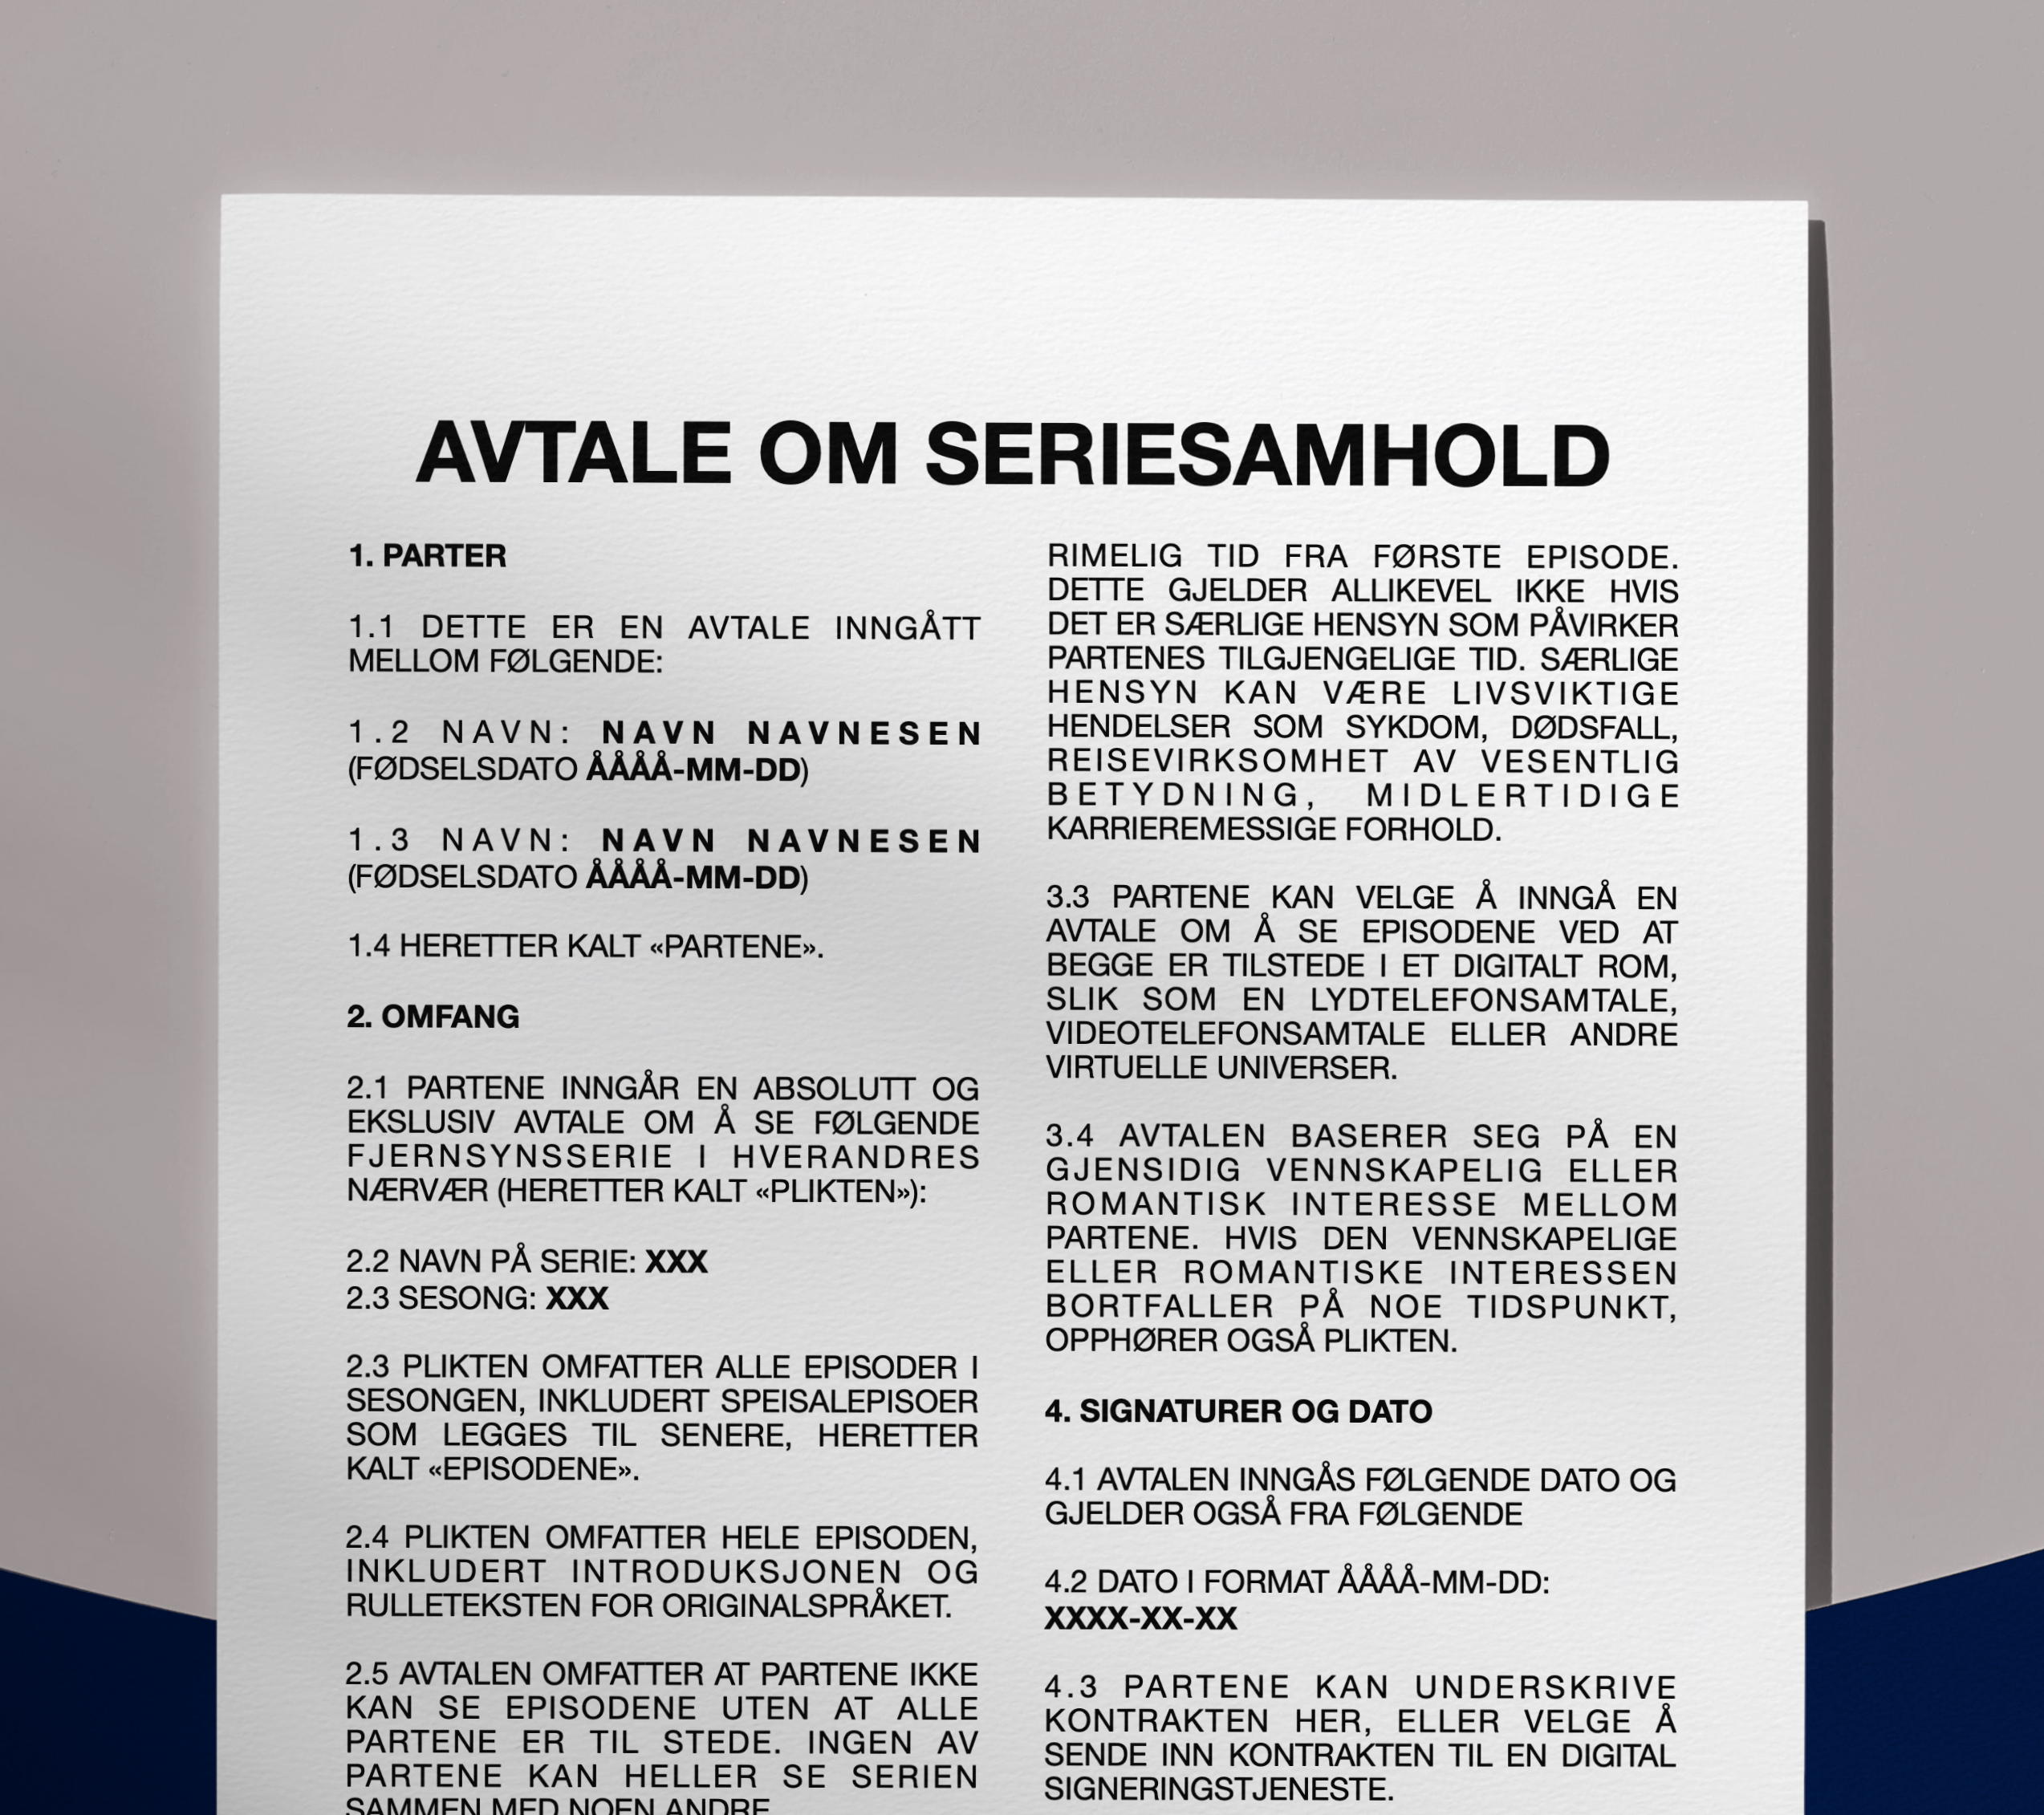 AVTALE OM SERIESAMHOLD
1. PARTER
1.1 DETTE ER EN AVTALE INNGÅTT
MELLOM FØLGENDE:
1.2 NAVN: NAVN NAVNESEN
(FØDSELSDATO ÅÅÅÅ-MM-DD)
1.3 NAVN: NAVN NAVNESEN
(FØDSELSDATO ÅÅÅÅ-MM-DD)
1.4 HERETTER KALT «PARTENE».
2. OMFANG
2.1 PARTENE INNGÅR EN ABSOLUTT OG
EKSLUSIV AVTALE OM Å SE FØLGENDE
FJERNSYNSSERIE I HVERANDRES
NÆRVÆR (HERETTER KALT «PLIKTEN»):
2.2 NAVN PÅ SERIE: XXX
2.3 SESONG: XXX
2.3 PLIKTEN OMFATTER ALLE EPISODER I
SESONGEN, INKLUDERT SPEISALEPISOER
SOM LEGGES TIL SENERE, HERETTER
KALT «EPISODENE».
2.4 PLIKTEN OMFATTER HELE EPISODEN,
INKLUDERT INTRODUKSJONEN OG
RULLETEKSTEN FOR ORIGINALSPRÅKET.
2.5 AVTALEN OMFATTER AT PARTENE IKKE
KAN SE EPISODENE UTEN AT ALLE
PARTENE ER TIL STEDE. INGEN AV
PARTENE KAN HELLER SE SERIEN
SAMMEN MED NOEN ANDRE
RIMELIG TID FRA FØRSTE EPISODE.
DETTE GJELDER ALLIKEVEL IKKE HVIS
DET ER SÆRLIGE HENSYN SOM PÅVIRKER
PARTENES TILGJENGELIGE TID. SÆRLIGE
HENSYN KAN VÆRE LIVSVIKTIGE
HENDELSER SOM SYKDOM, DØDSFALL,
REISEVIRKSOMHET AV VESENTLIG
BETYDNING, MIDLERTIDIGE
KARRIEREMESSIGE FORHOLD.
3.3 PARTENE KAN VELGE Å INNGÅ EN
AVTALE OM Å SE EPISODENE VED AT
BEGGE ER TILSTEDE I ET DIGITALT ROM,
SLIK SOM EN LYDTELEFONSAMTALE,
VIDEOTELEFONSAMTALE ELLER ANDRE
VIRTUELLE UNIVERSER.
3.4 AVTALEN BASERER SEG PÅ EN
GJENSIDIG VENNSKAPELIG ELLER
ROMANTISK INTERESSE MELLOM
PARTENE. HVIS DEN VENNSKAPELIGE
ELLER ROMANTISKE INTERESSEN
BORTFALLER PÅ NOE TIDSPUNKT,
OPPHØRER OGSÅ PLIKTEN.
4. SIGNATURER OG DATO
4.1 AVTALEN INNGÅS FØLGENDE DATO OG
GJELDER OGSÅ FRA FØLGENDE
4.2 DATO I FORMAT ÅÅÅÅ-MM-DD:
XXXX-XX-XX
4.3 PARTENE KAN UNDERSKRIVE
KONTRAKTEN HER, ELLER VELGE Å
SENDE INN KONTRAKTEN TIL EN DIGITAL
SIGNERINGSTJENESTE.